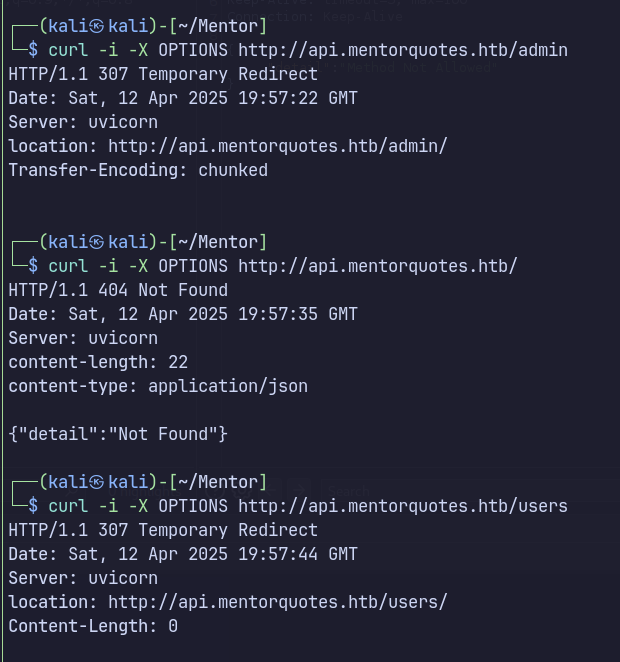 ┌──(kali㉿kali)-[~/Mentor]
└─$ curl -i -X OPTIONS http://api.mentorquotes.htb/admin
HTTP/1.1 307 Temporary Redirect
Date: Sat, 12 Apr 2025 19:57:22 GMT
Server: uvicorn
location: http://api.mentorquotes.htb/admin/
Transfer-Encoding: chunked
┌──(kali㉿kali)-[~/Mentor]
└─$ curl -i -X OPTIONS http://api.mentorquotes.htb/
HTTP/1.1 404 Not Found
Date: Sat, 12 Apr 2025 19:57:35 GMT
Server: uvicorn
content-length: 22
content-type: application/json
{"detail":"Not Found"}
┌──(kali㉿kali)-[~/Mentor]
└─$ curl -i -X OPTIONS http://api.mentorquotes.htb/users
HTTP/1.1 307 Temporary Redirect
Date: Sat, 12 Apr 2025 19:57:44 GMT
Server: uvicorn
location: http://api.mentorquotes.htb/users/
Content-Length: 0